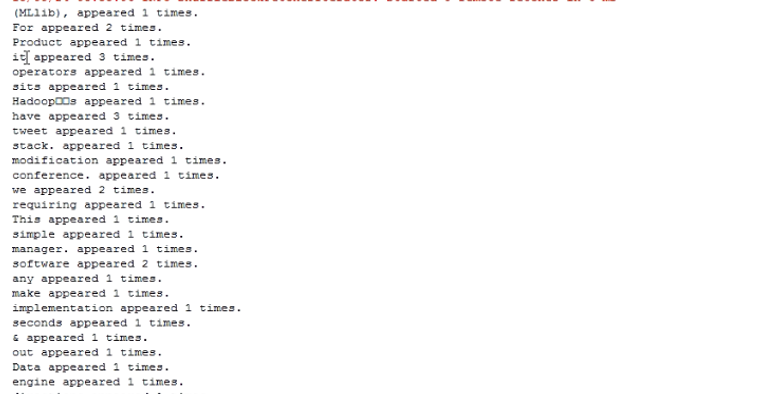 (MLlib), appeared 1 times.
For appeared 2 times.
Product appeared 1 times.
it appeared 3 times.
operators appeared 1 times.
sits appeared 1 times.
Hadoop□□s appeared 1 times.
have appeared 3 times.
tweet appeared 1 times.
stack. appeared 1 times.
modification appeared 1 times.
conference. appeared 1 times.
we appeared 2 times.
requiring appeared 1 times.
This appeared 1 times.
simple appeared 1 times.
manager. appeared 1 times.
software appeared 2 times.
any appeared 1 times.
make appeared 1 times.
implementation appeared 1 times.
seconds appeared 1 times.
& appeared 1 times.
out appeared 1 times.
Data appeared 1 times.
engine appeared 1 times.